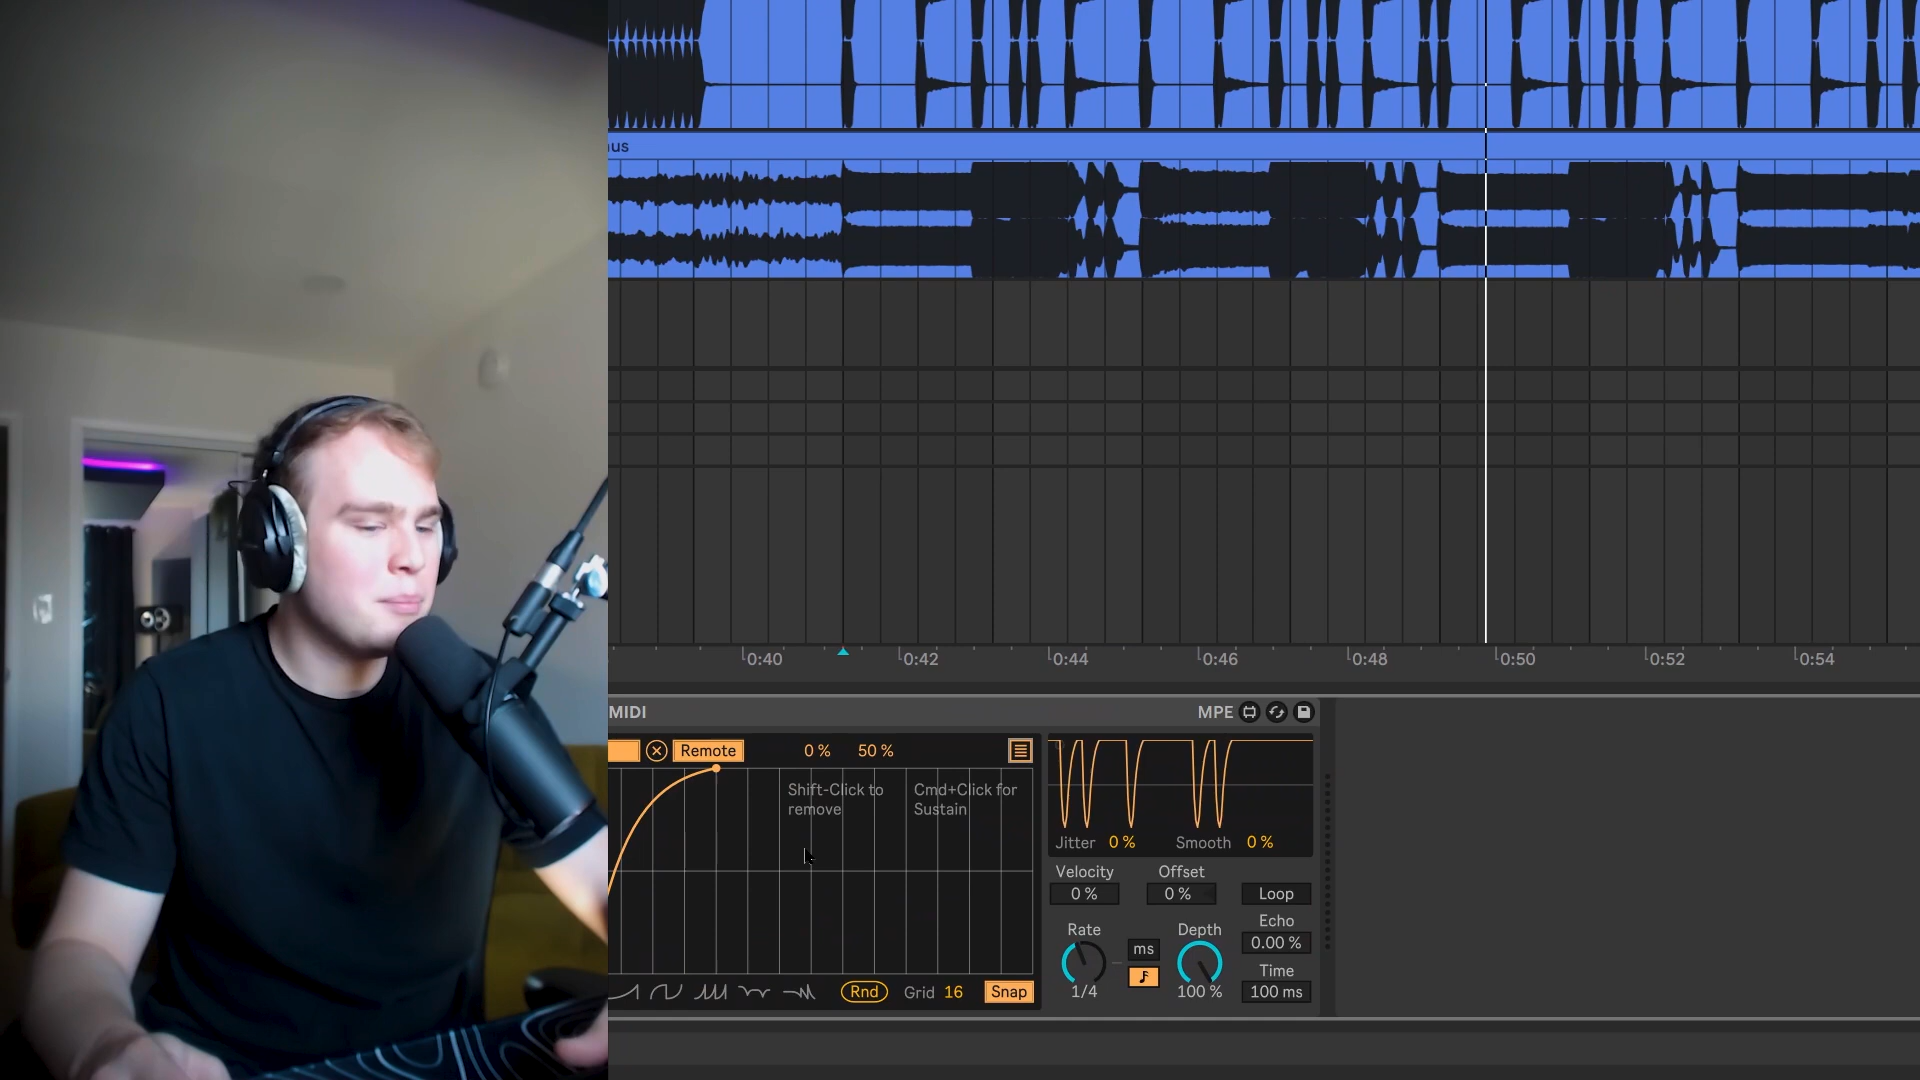 us
0:40 0:42 0:44 0:46 0:48 0:50 0:52 0:54
MIDI MPE
Remote 0 % 50 %
Shift-Click to
remove
Cmd+Click for
Sustain
Jitter 0 % Smooth 0 %
Velocity Offset
0 % 0 % Loop
Echo
Rate Depth 0.00 %
ms
Time
1/4 100 % 100 ms
Rnd Grid 16 Snap